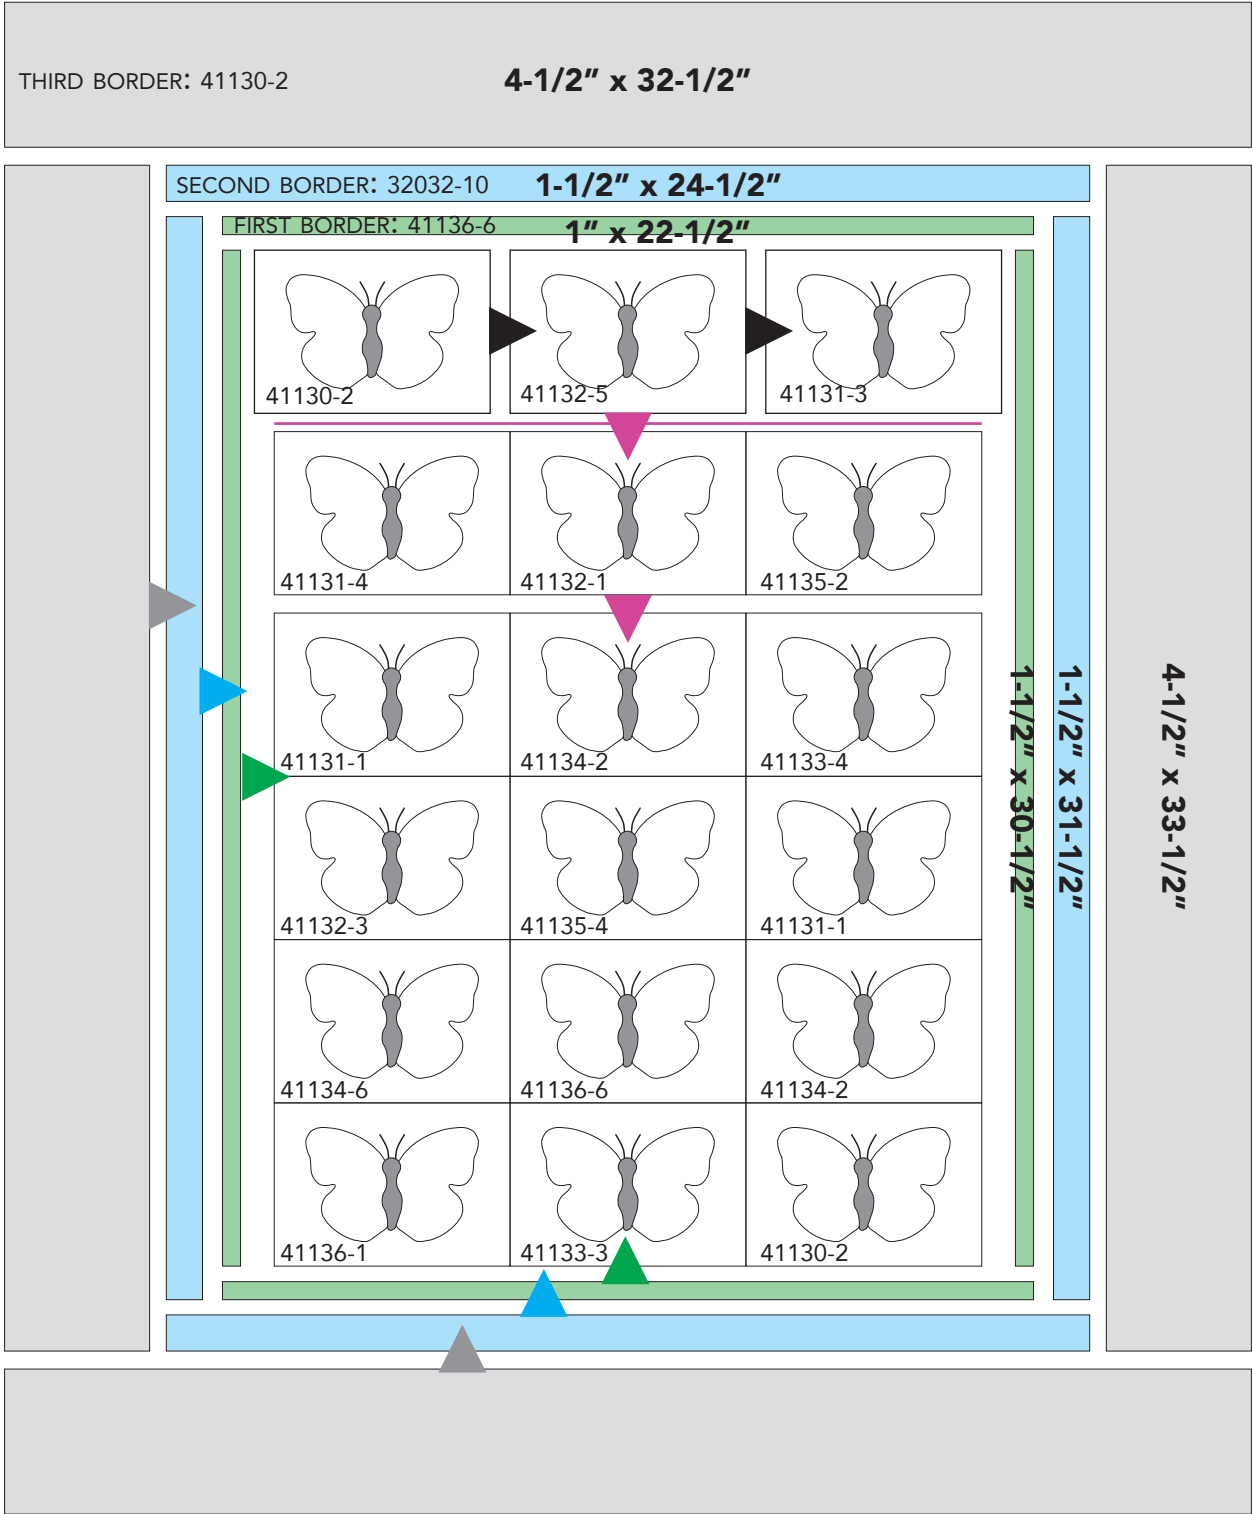 THIRD BORDER: 41130-2 4-1/2" x 32-1/2"
SECOND BORDER: 32032-10 1-1/2" x 24-1/2"
FIRST BORDER: 41136-6 1" x 22-1/2"
41130-2 41132-5 41131-3
41131-4 41132-1 41135-2
41131-1 41134-2 41133-4
41132-3 41135-4 41131-1
41134-6 41136-6 41134-2
41136-1 41133-3 41130-2
1-1/2" x 30-1/2"
1-1/2" x 31-1/2"
4-1/2" x 33-1/2"